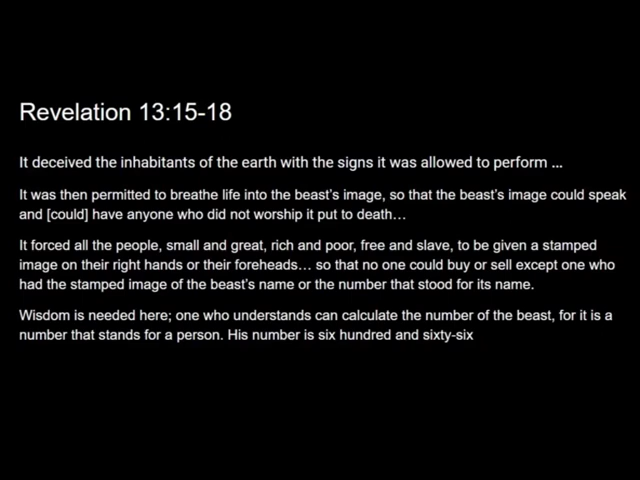 Revelation 13:15-18
It deceived the inhabitants of the earth with the signs it was allowed to perform ...
It was then permitted to breathe life into the beast's image, so that the beast's image could speak
and [could] have anyone who did not worship it put to death…
It forced all the people, small and great, rich and poor, free and slave, to be given a stamped
image on their right hands or their foreheads… so that no one could buy or sell except one who
had the stamped image of the beast's name or the number that stood for its name.
Wisdom is needed here; one who understands can calculate the number of the beast, for it is a
number that stands for a person. His number is six hundred and sixty-six